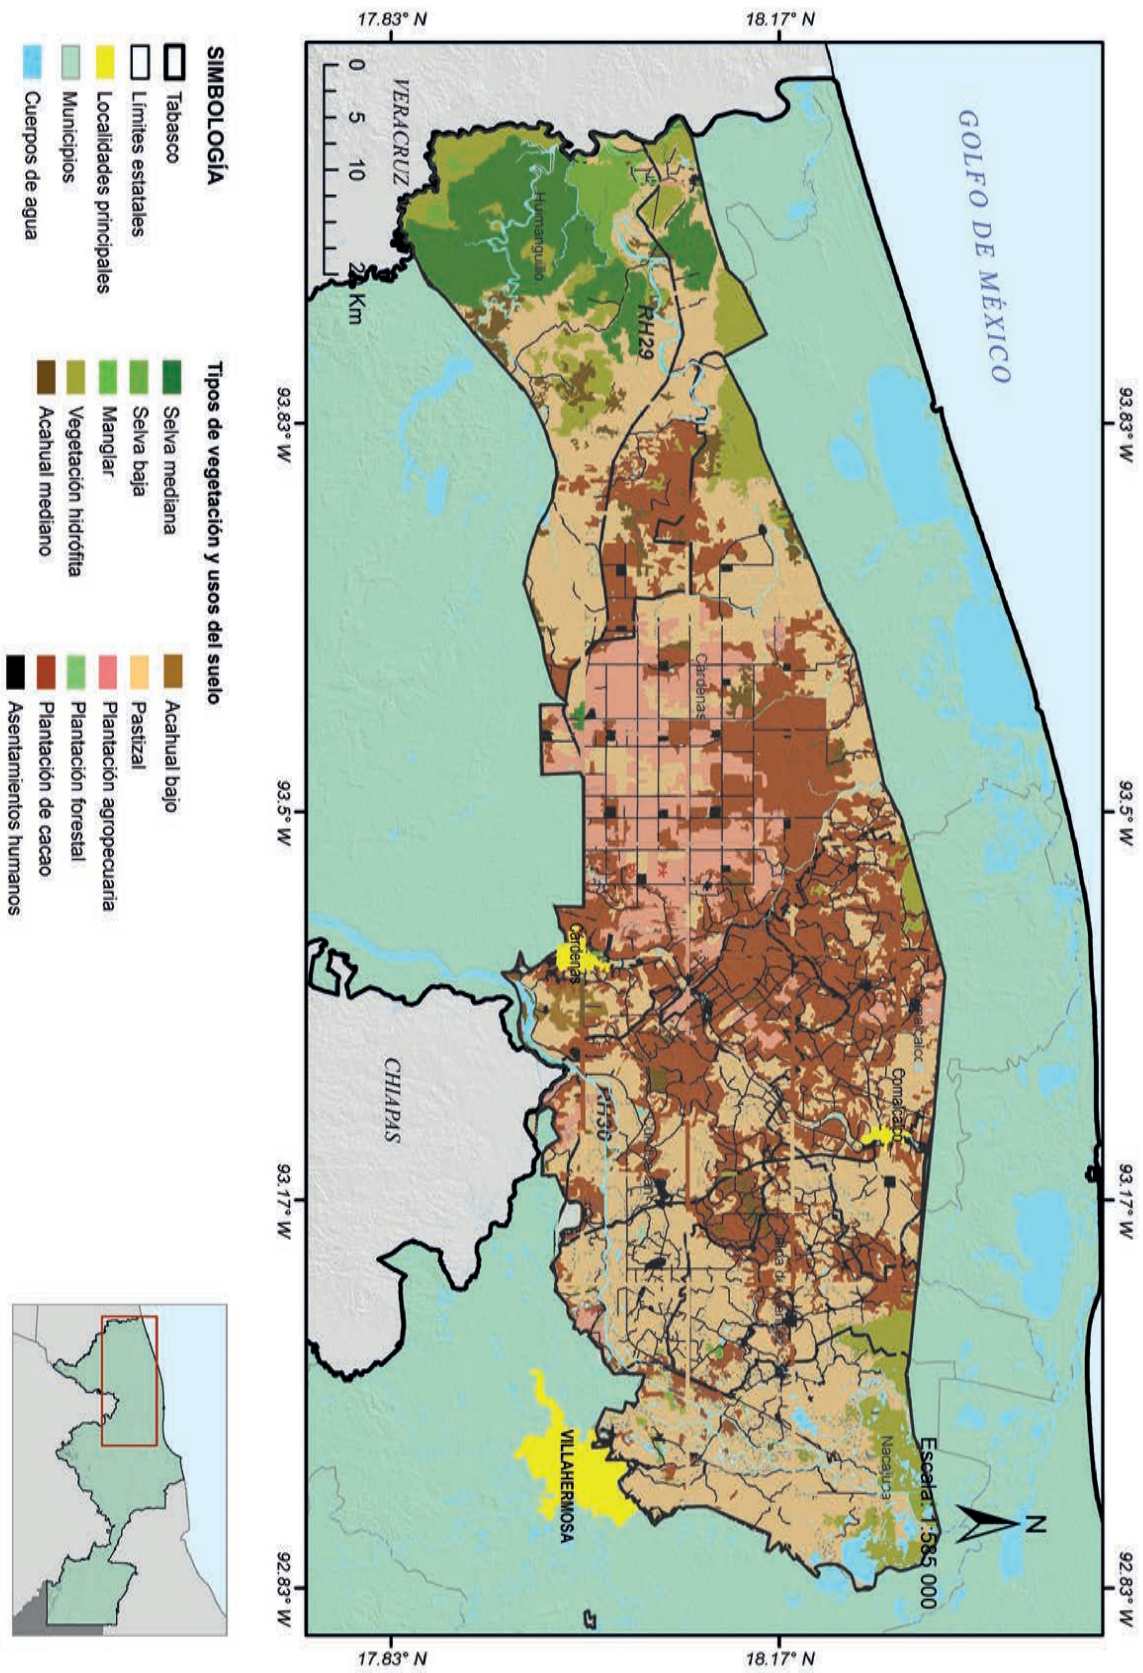 93.83° W
93.5° W
93.17° W
92.83° W
18.17° N
18.17° N
17.83° N
17.83° N
GOLFO DE MÉXICO
N
Escala: 1:585 000
Comalcalco
Nacajuca
Cárdenas
Huimanguillo
RH29
RH30
Cárdenas
VILLAHERMOSA
VERACRUZ
CHIAPAS
0 5 10 20 Km
93.83° W
93.5° W
93.17° W
92.83° W
SIMBOLOGÍA
Tabasco
Límites estatales
Localidades principales
Municipios
Cuerpos de agua
Tipos de vegetación y usos del suelo
Selva mediana
Selva baja
Manglar
Vegetación hidrófita
Acahual mediano
Acahual bajo
Pastizal
Plantación agropecuaria
Plantación forestal
Plantación de cacao
Asentamientos humanos